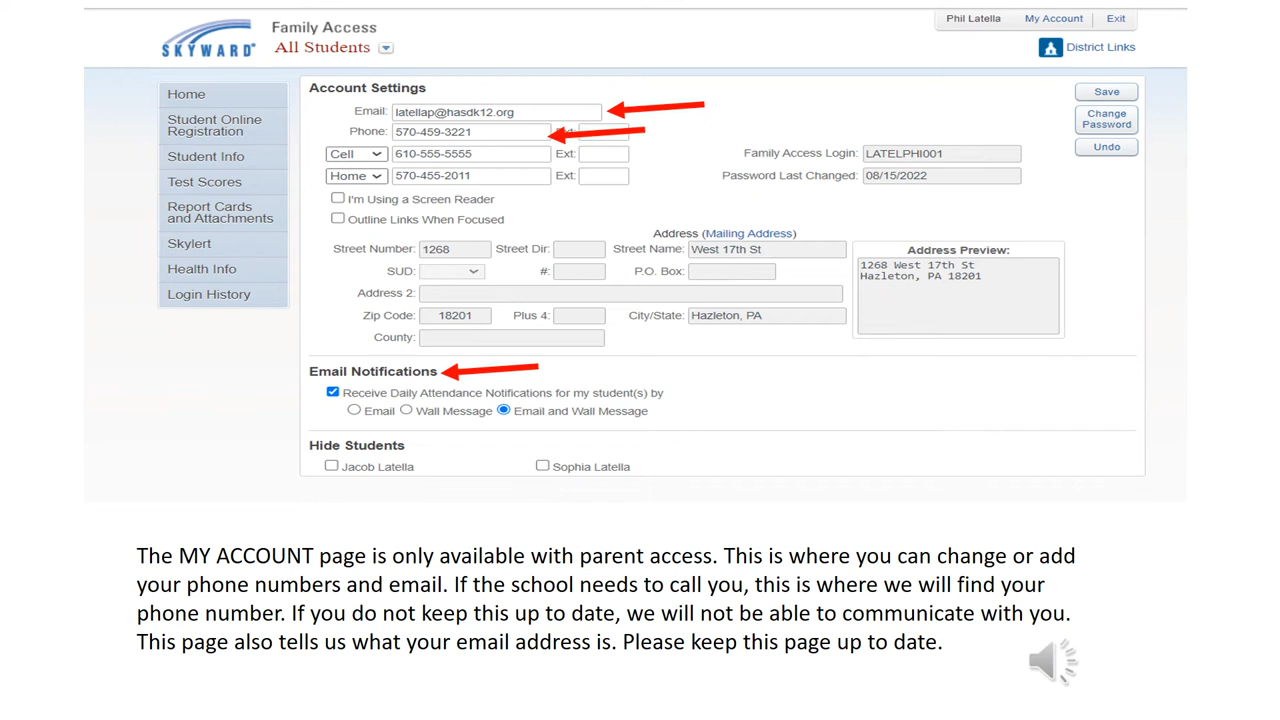 Phil Latella My Account Exit
SKYWARD® Family Access
All Students
District Links
Home
Student Online
Registration
Student Info
Test Scores
Report Cards
and Attachments
Skylert
Health Info
Login History
Account Settings
Email: latellap@hasdk12.org
Phone: 570-459-3221
Cell 610-555-5555 Ext:
Home 570-455-2011 Ext:
Family Access Login: LATELPHI001
Password Last Changed: 08/15/2022
Save
Change
Password
Undo
I'm Using a Screen Reader
Outline Links When Focused
Address (Mailing Address)
Street Number: 1268 Street Dir: Street Name: West 17th St
SUD: #: P.O. Box:
Address 2:
Zip Code: 18201 Plus 4: City/State: Hazleton, PA
County:
Address Preview:
1268 West 17th St
Hazleton, PA 18201
Email Notifications
Receive Daily Attendance Notifications for my student(s) by
Email Wall Message Email and Wall Message
Hide Students
Jacob Latella Sophia Latella
The MY ACCOUNT page is only available with parent access. This is where you can change or add
your phone numbers and email. If the school needs to call you, this is where we will find your
phone number. If you do not keep this up to date, we will not be able to communicate with you.
This page also tells us what your email address is. Please keep this page up to date.